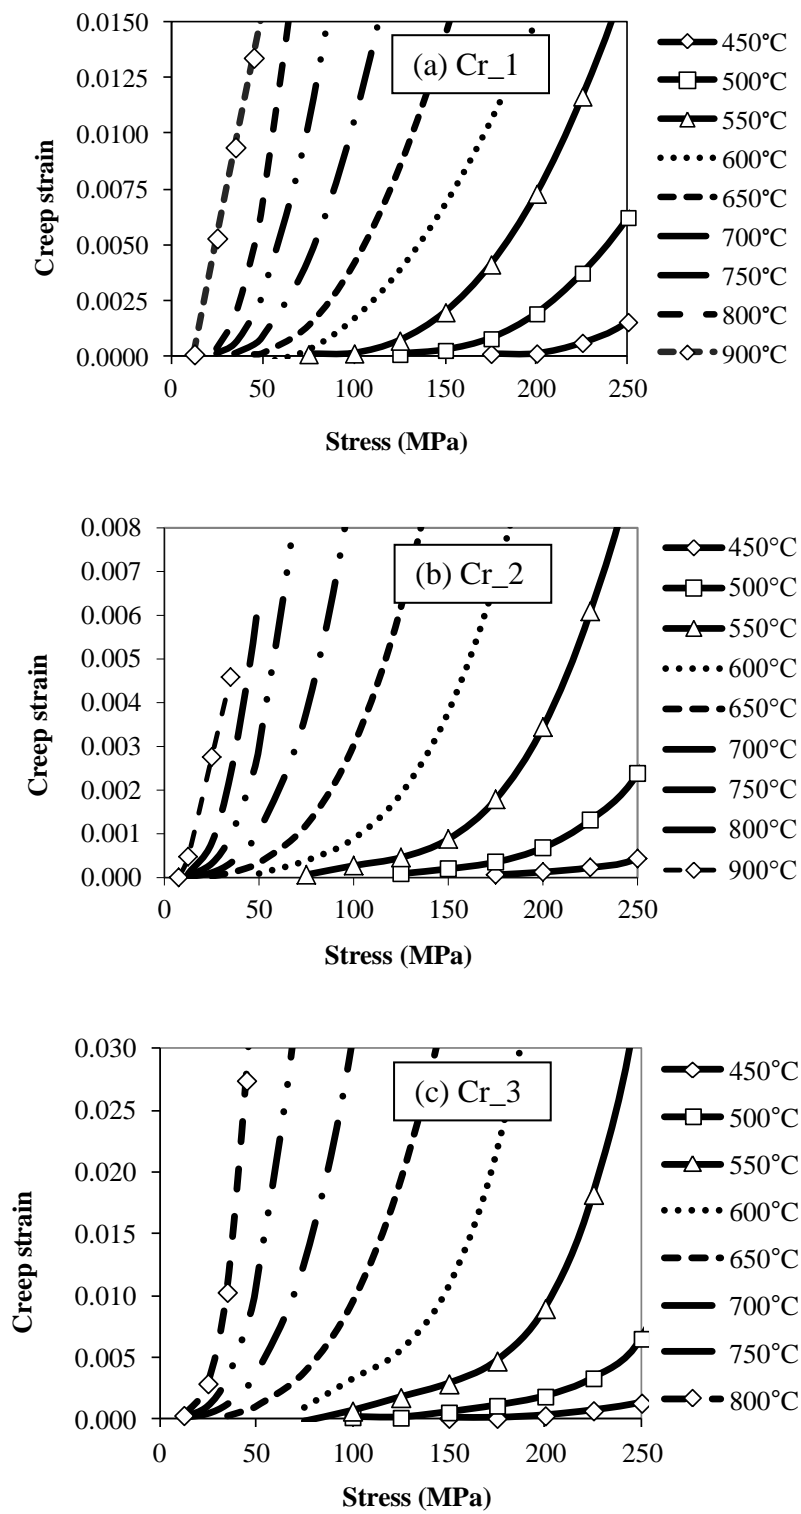 (a) Cr_1
0.0150
0.0125
0.0100
0.0075
0.0050
0.0025
0.0000
Creep strain
0 50 100 150 200 250
Stress (MPa)
450°C
500°C
550°C
600°C
650°C
700°C
750°C
800°C
900°C
(b) Cr_2
0.008
0.007
0.006
0.005
0.004
0.003
0.002
0.001
0.000
Creep strain
0 50 100 150 200 250
Stress (MPa)
450°C
500°C
550°C
600°C
650°C
700°C
750°C
800°C
900°C
(c) Cr_3
0.030
0.025
0.020
0.015
0.010
0.005
0.000
Creep strain
0 50 100 150 200 250
Stress (MPa)
450°C
500°C
550°C
600°C
650°C
700°C
750°C
800°C